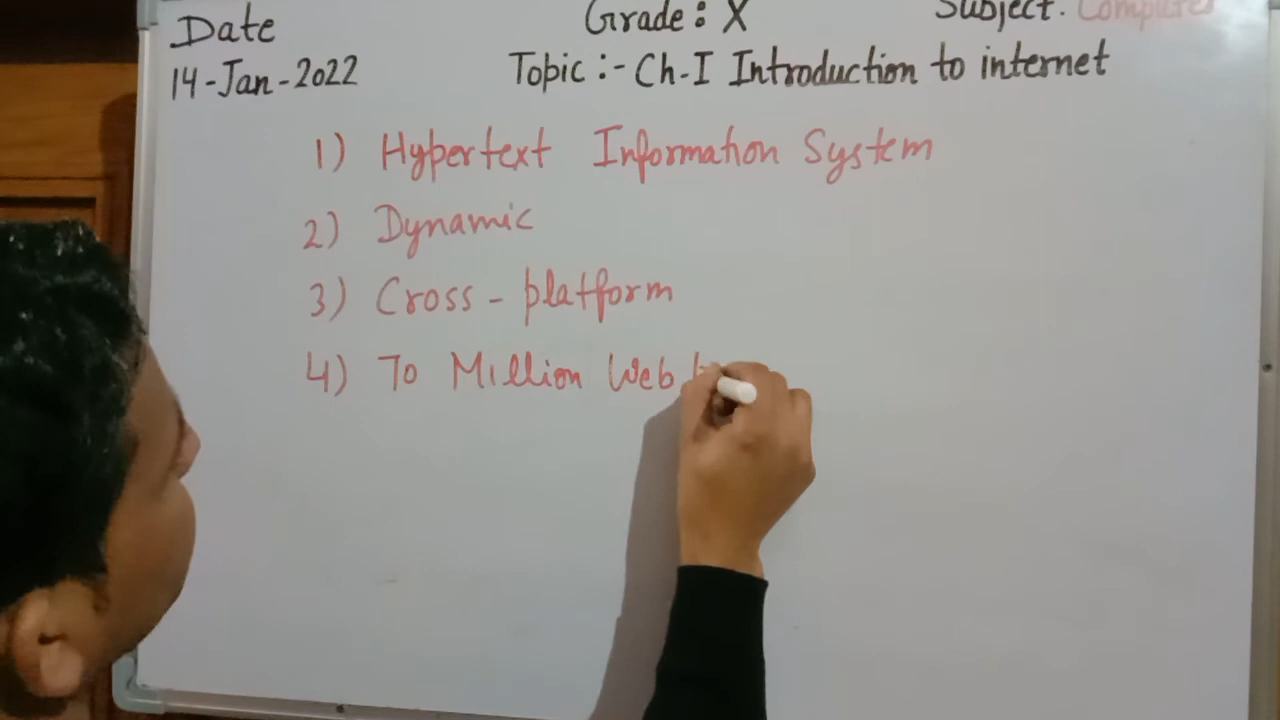 Date
Grade: X
Subject: Computer
14-Jan-2022
Topic :- Ch-I Introduction to internet
1) Hypertext Information System
2) Dynamic
3) Cross-platform
4) To Million Web